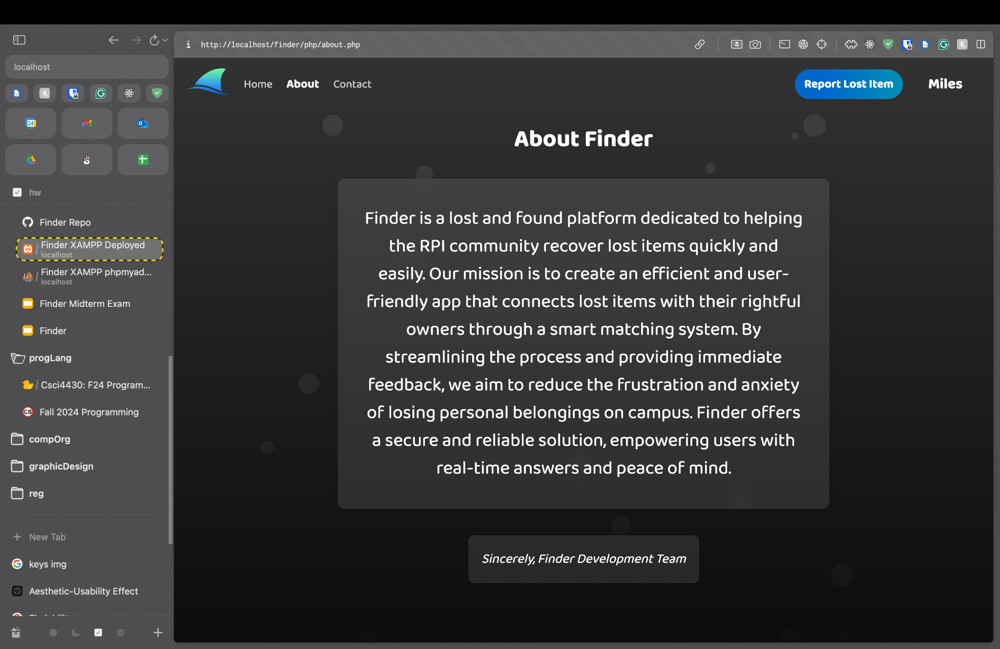 http://localhost/finder/php/about.php
localhost
24
hw
Finder Repo
Finder XAMPP Deployed
localhost
Finder XAMPP phpmyad...
localhost
Finder Midterm Exam
Finder
progLang
Csci4430: F24 Program...
CS
Fall 2024 Programming
compOrg
graphicDesign
reg
New Tab
keys img
Aesthetic-Usability Effect
Home
About
Contact
Report Lost Item
Miles
About Finder
Finder is a lost and found platform dedicated to helping
the RPI community recover lost items quickly and
easily. Our mission is to create an efficient and user-
friendly app that connects lost items with their rightful
owners through a smart matching system. By
streamlining the process and providing immediate
feedback, we aim to reduce the frustration and anxiety
of losing personal belongings on campus. Finder offers
a secure and reliable solution, empowering users with
real-time answers and peace of mind.
Sincerely, Finder Development Team